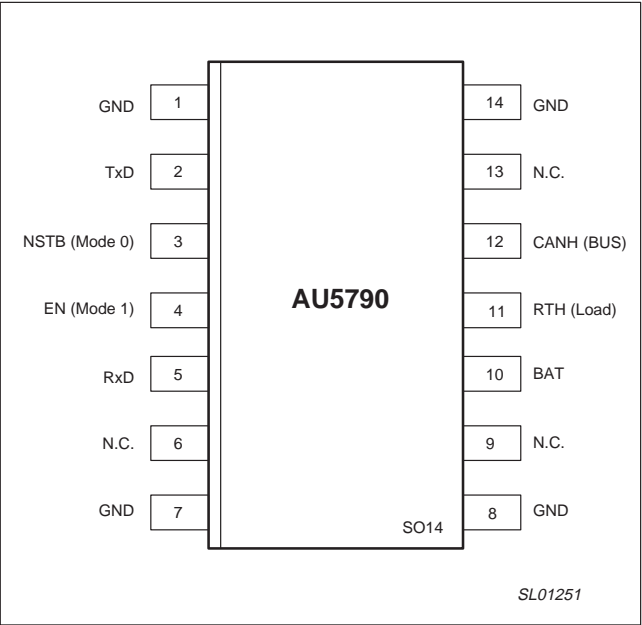 GND 1 14 GND
TxD 2 13 N.C.
NSTB (Mode 0) 3 12 CANH (BUS)
EN (Mode 1) 4 AU5790 11 RTH (Load)
RxD 5 10 BAT
N.C. 6 9 N.C.
GND 7 8 GND
SO14
SL01251